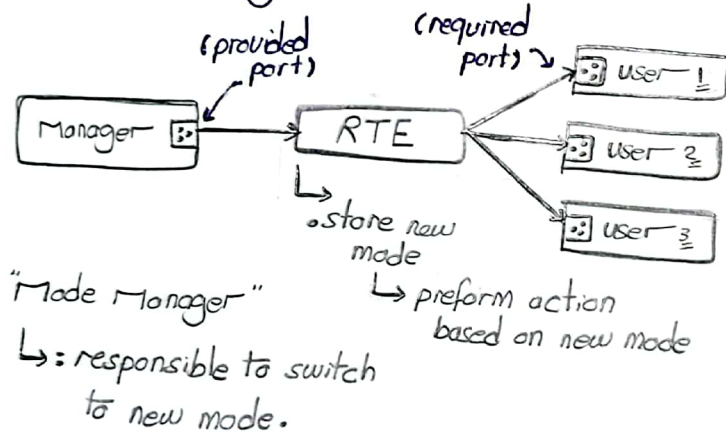 (provided
port)
(required
port)
Manager
RTE
user 1
user 2
user 3
.store new
mode
preform action
based on new mode
"Mode Manager"
: responsible to switch
to new mode.